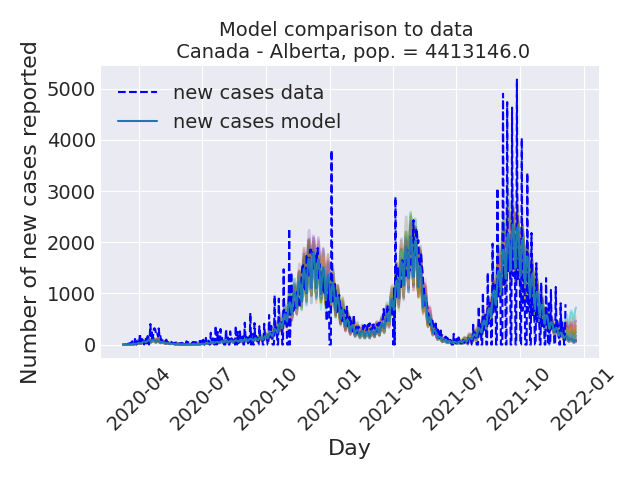 Model comparison to data
Canada - Alberta, pop. = 4413146.0
Number of new cases reported
5000
4000
3000
2000
1000
0
new cases data
new cases model
2020-04
2020-07
2020-10
2021-01
2021-04
2021-07
2021-10
2022-01
Day